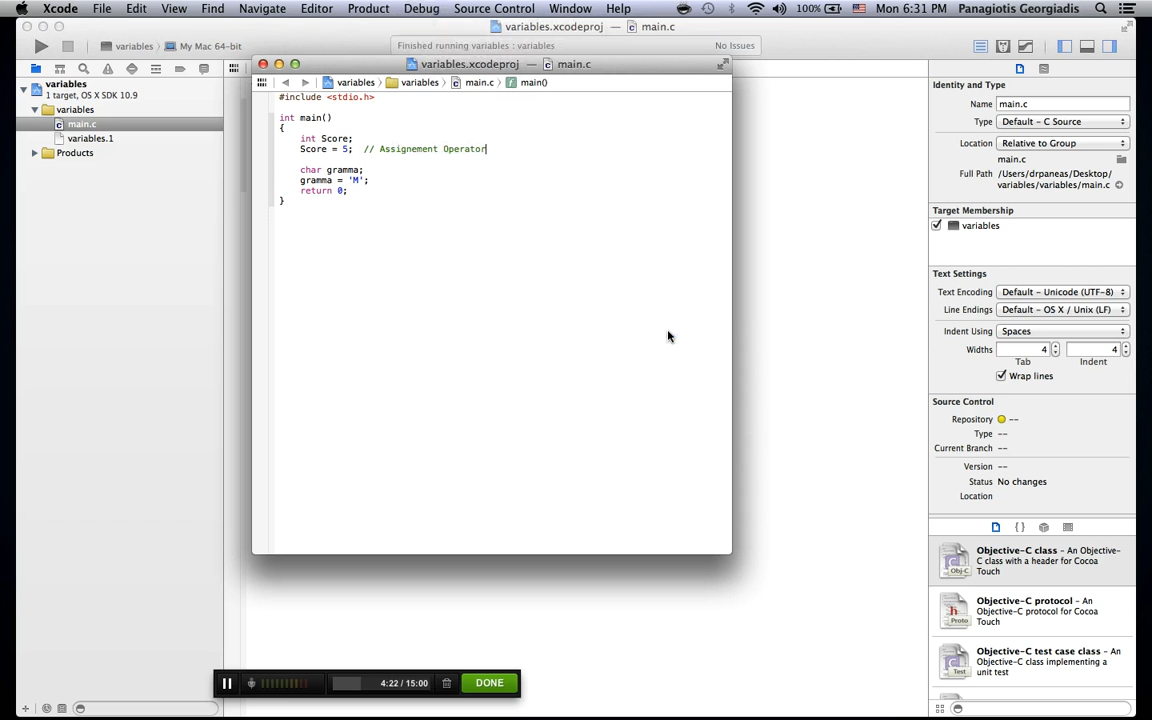 Xcode File Edit View Find Navigate Editor Product Debug Source Control Window Help 100% Mon 6:31 PM Panagiotis Georgiadis
variables.xcodeproj — main.c
variables 〉 My Mac 64-bit
Finished running variables : variables No Issues
variables
1 target, OS X SDK 10.9
variables
main.c
variables.1
Products
variables.xcodeproj — main.c
variables 〉 variables 〉 main.c 〉 main()
#include <stdio.h>
int main()
{
int Score;
Score = 5; // Assignement Operator
char gramma;
gramma = 'M';
return 0;
}
Identity and Type
Name main.c
Type Default - C Source
Location Relative to Group
main.c
Full Path /Users/drpaneas/Desktop/
variables/variables/main.c
Target Membership
variables
Text Settings
Text Encoding Default - Unicode (UTF-8)
Line Endings Default - OS X / Unix (LF)
Indent Using Spaces
Widths 4 4
Tab Indent
Wrap lines
Source Control
Repository --
Type --
Current Branch --
Version --
Status No changes
Location
Objective-C class - An Objective-
C class with a header for Cocoa
Touch
Obj-C
Objective-C protocol - An
Objective-C protocol for Cocoa
Touch
Proto
Objective-C test case class - An
Objective-C class implementing a
unit test
Test
4:22 / 15:00 DONE